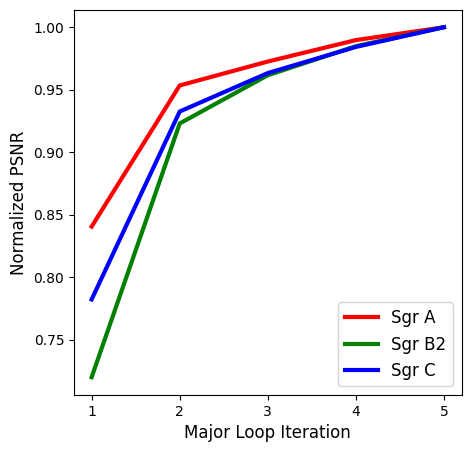 1.00
0.95
0.90
0.85
0.80
0.75
Normalized PSNR
Sgr A
Sgr B2
Sgr C
1 2 3 4 5
Major Loop Iteration